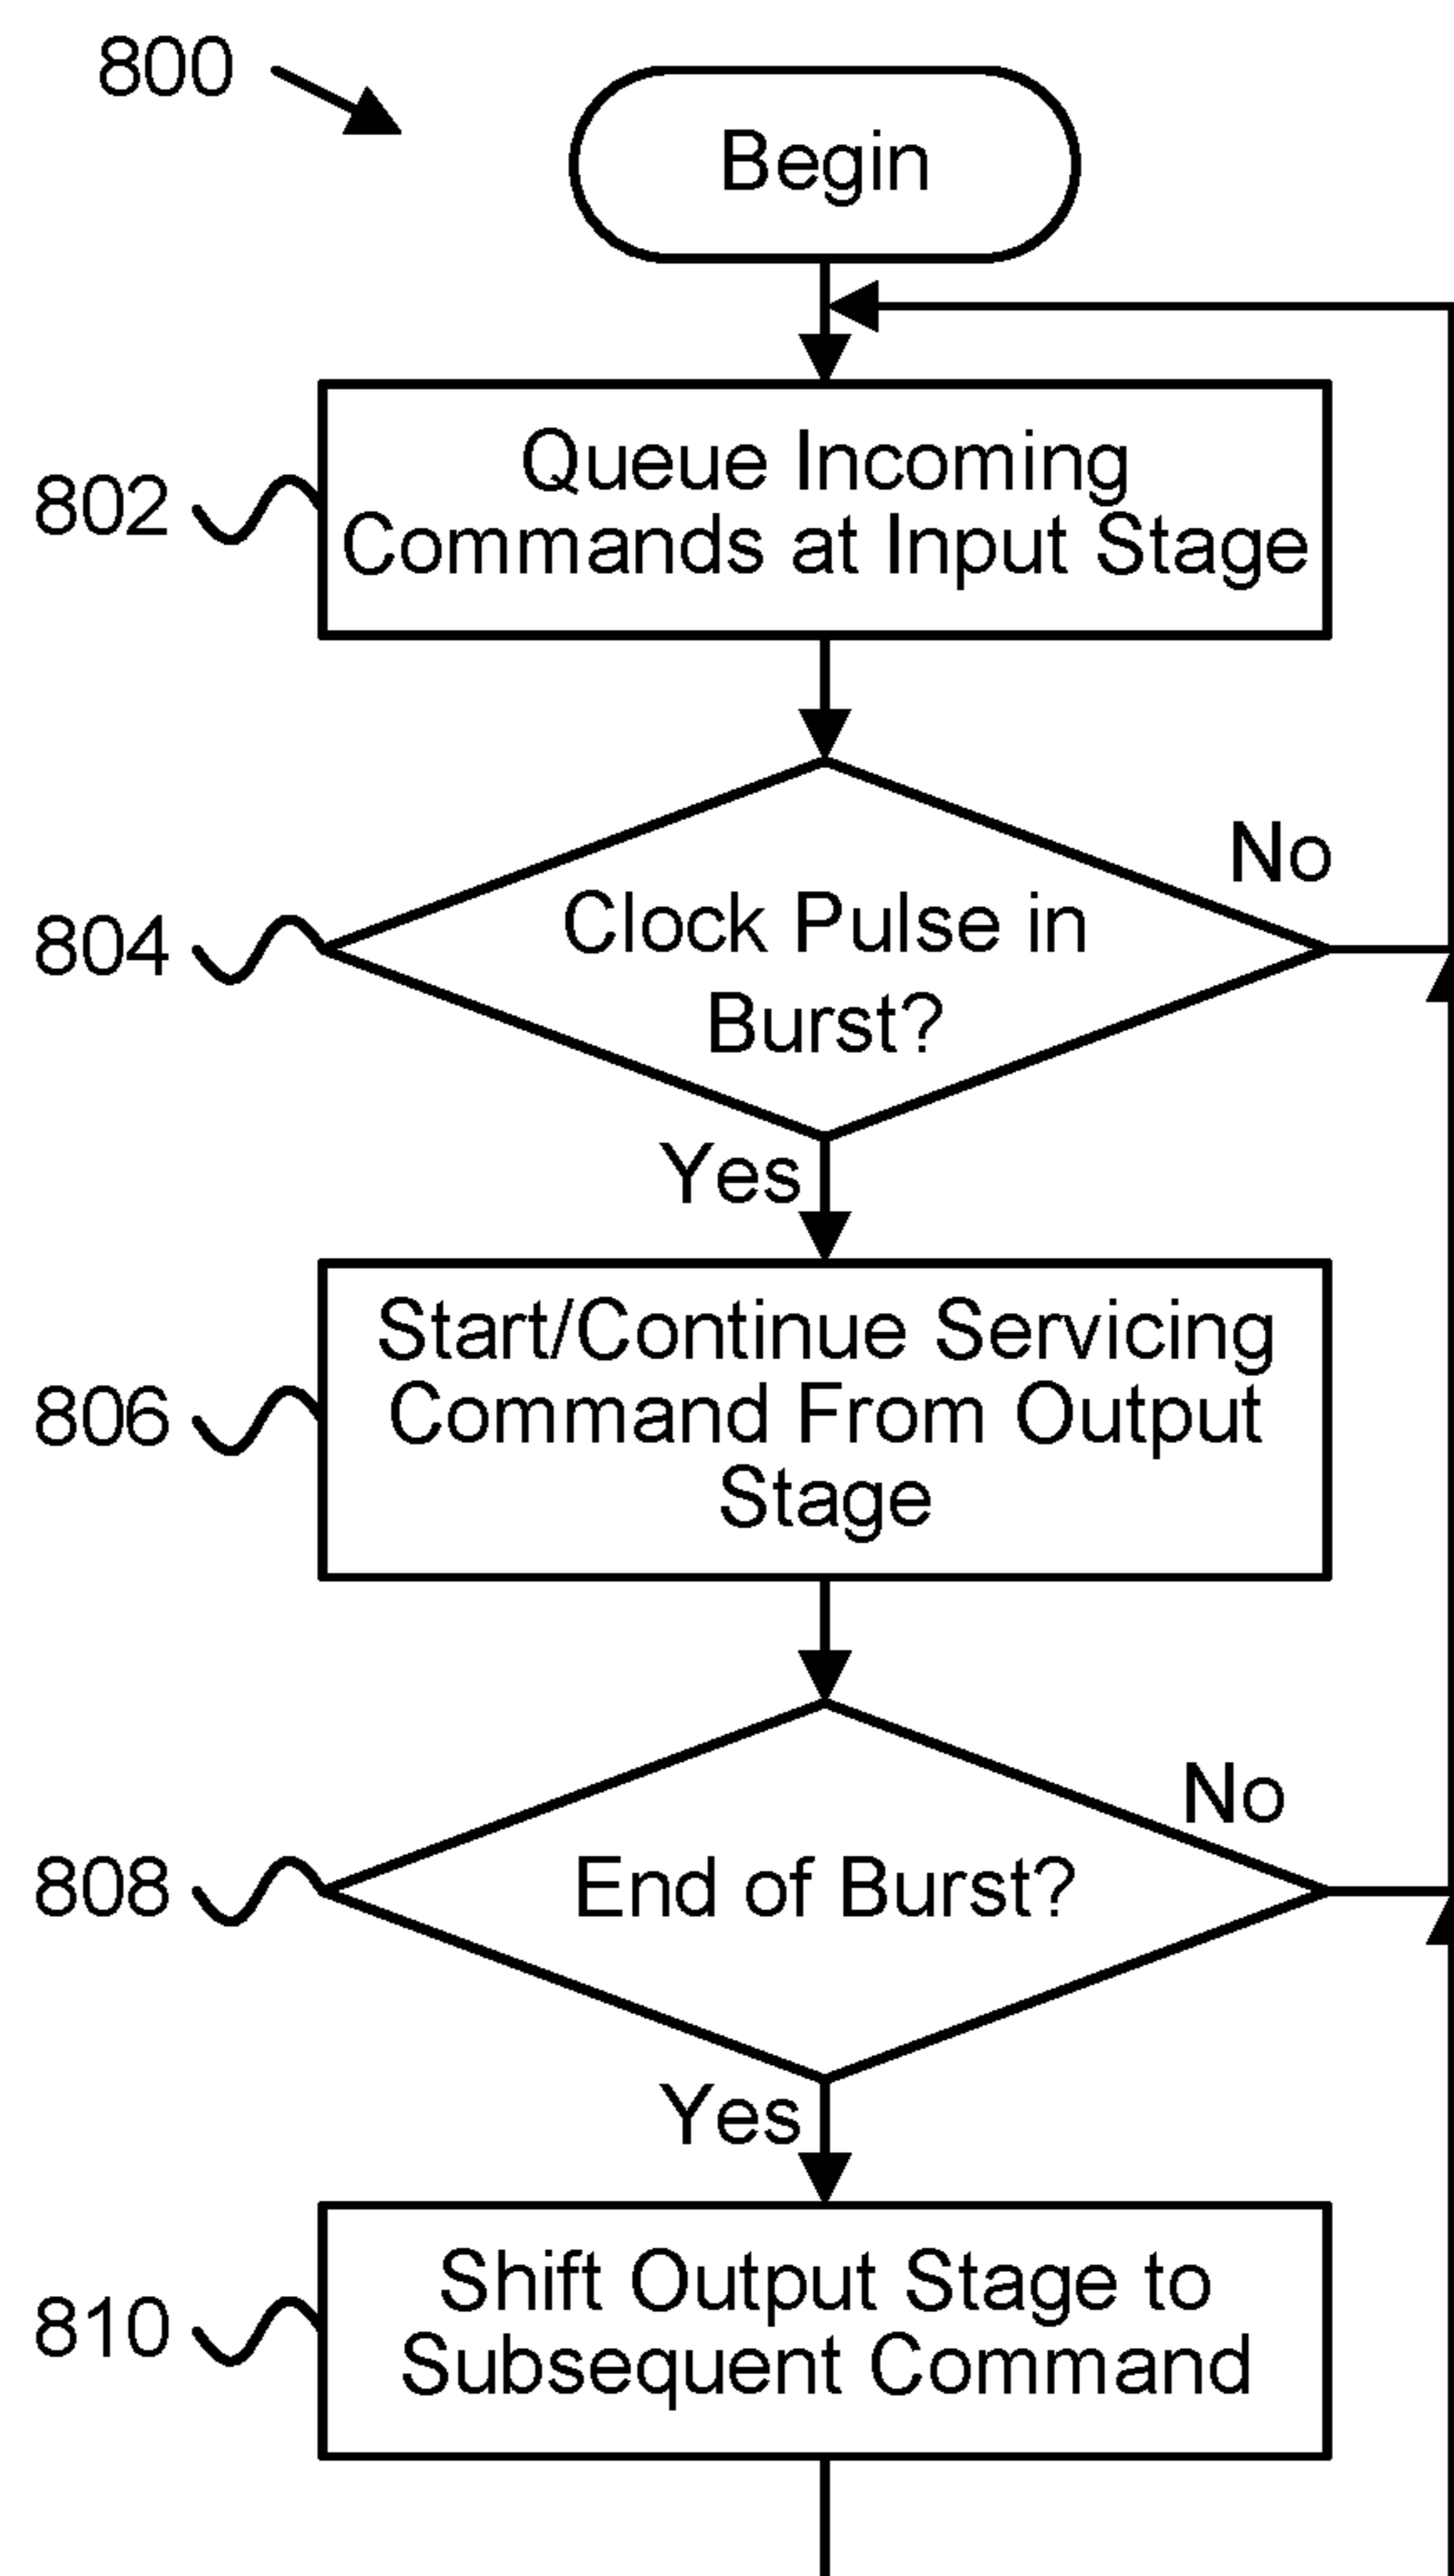 800
Begin
802
Queue Incoming
Commands at Input Stage
804
Clock Pulse in
Burst?
No
Yes
806
Start/Continue Servicing
Command From Output
Stage
808
End of Burst?
No
Yes
810
Shift Output Stage to
Subsequent Command